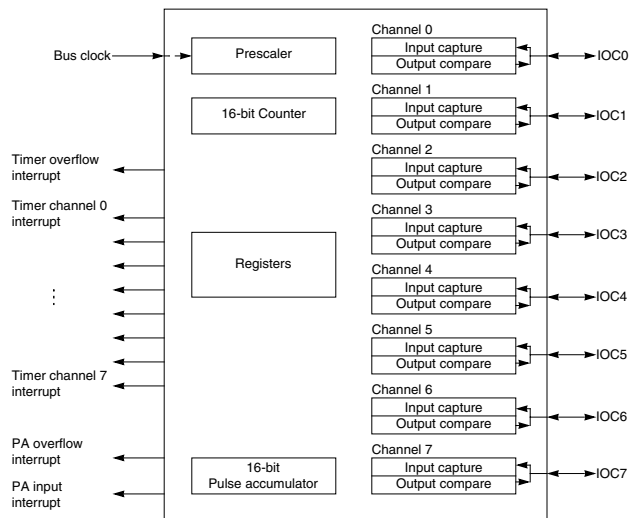 Channel 0
Bus clock
Prescaler
Input capture
Output compare
IOC0
Channel 1
16-bit Counter
Input capture
Output compare
IOC1
Timer overflow
interrupt
Channel 2
Input capture
Output compare
IOC2
Timer channel 0
interrupt
Channel 3
Input capture
Output compare
IOC3
Registers
Channel 4
Input capture
Output compare
IOC4
Channel 5
Input capture
Output compare
IOC5
Timer channel 7
interrupt
Channel 6
Input capture
Output compare
IOC6
PA overflow
interrupt
Channel 7
16-bit
Pulse accumulator
Input capture
Output compare
IOC7
PA input
interrupt